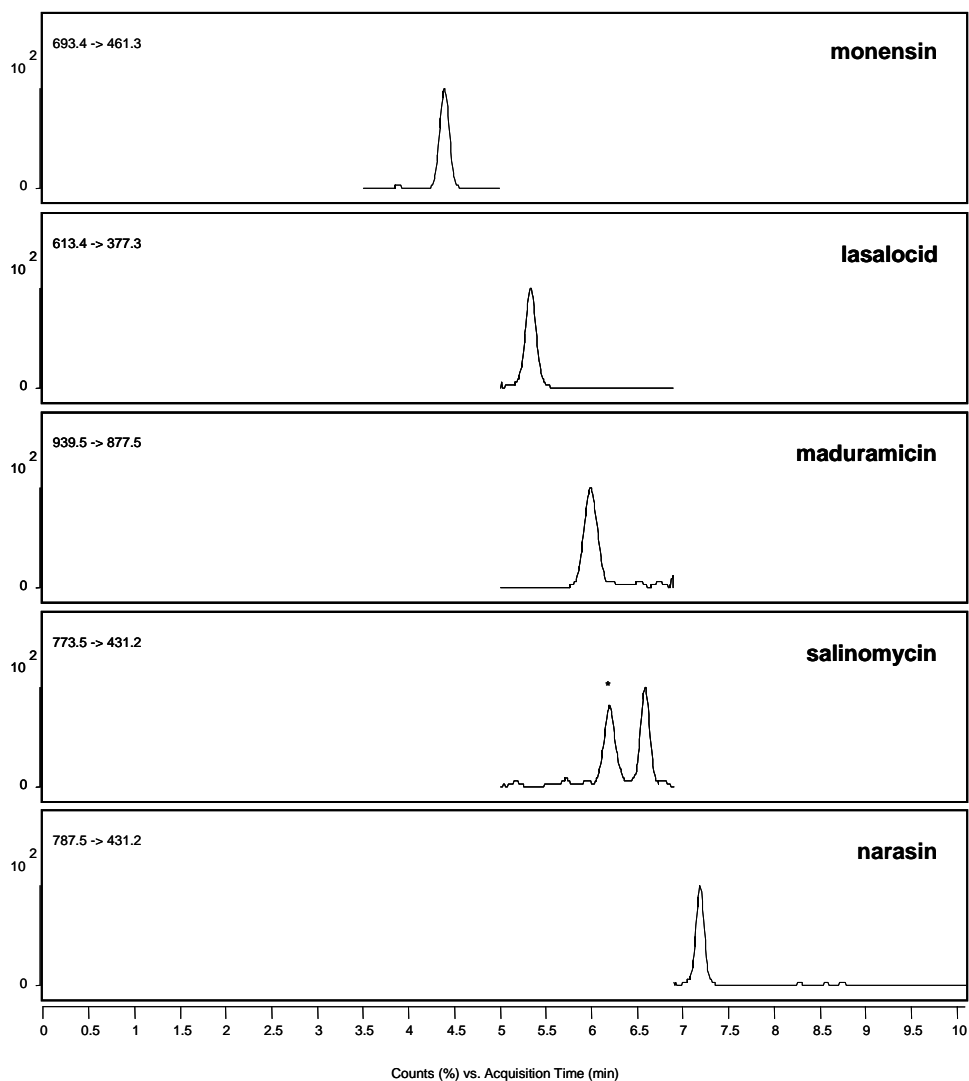 693.4 -> 461.3
monensin
10 2
0
613.4 -> 377.3
lasalocid
10 2
0
939.5 -> 877.5
maduramicin
10 2
0
773.5 -> 431.2
salinomycin
10 2
*
0
787.5 -> 431.2
narasin
10 2
0
0 0.5 1 1.5 2 2.5 3 3.5 4 4.5 5 5.5 6 6.5 7 7.5 8 8.5 9 9.5 10
Counts (%) vs. Acquisition Time (min)